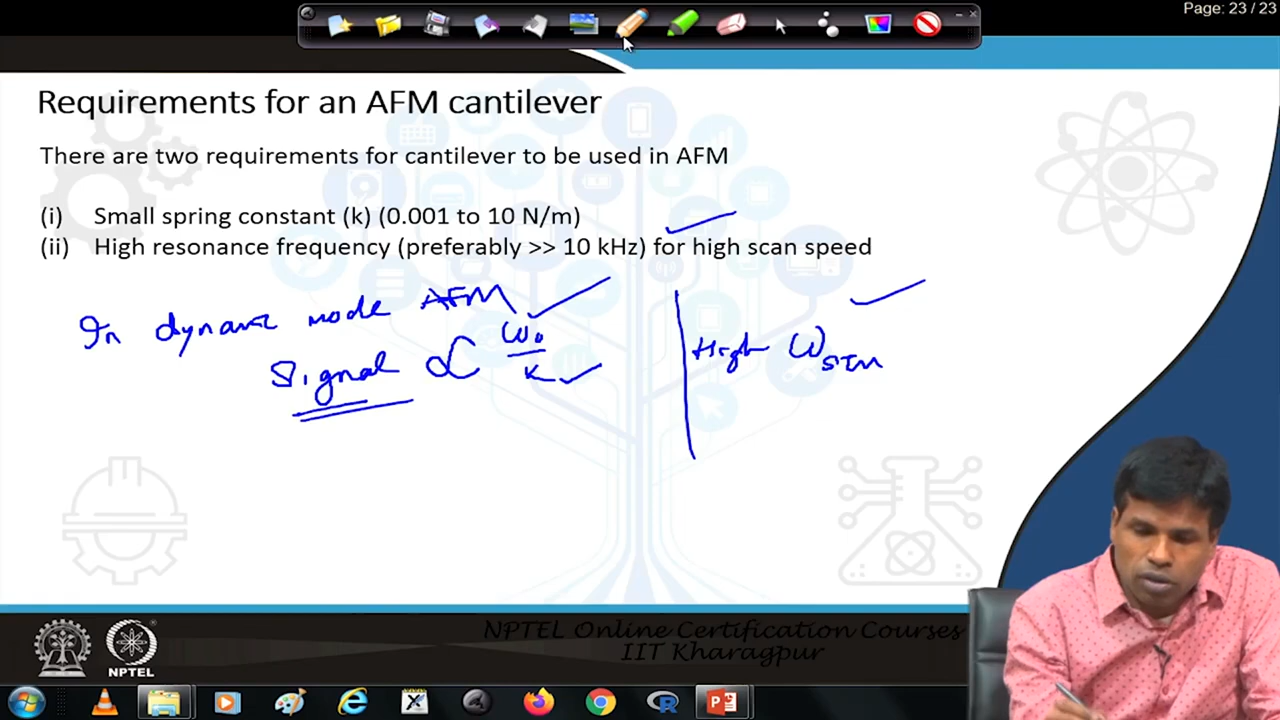 Page: 23 / 23
Requirements for an AFM cantilever
There are two requirements for cantilever to be used in AFM
(i) Small spring constant (k) (0.001 to 10 N/m)
(ii) High resonance frequency (preferably >> 10 kHz) for high scan speed
In dynamic mode AFM
Signal ∝ ω₀/k
High ω
NPTEL Online Certification Courses
IIT Kharagpur
NPTEL